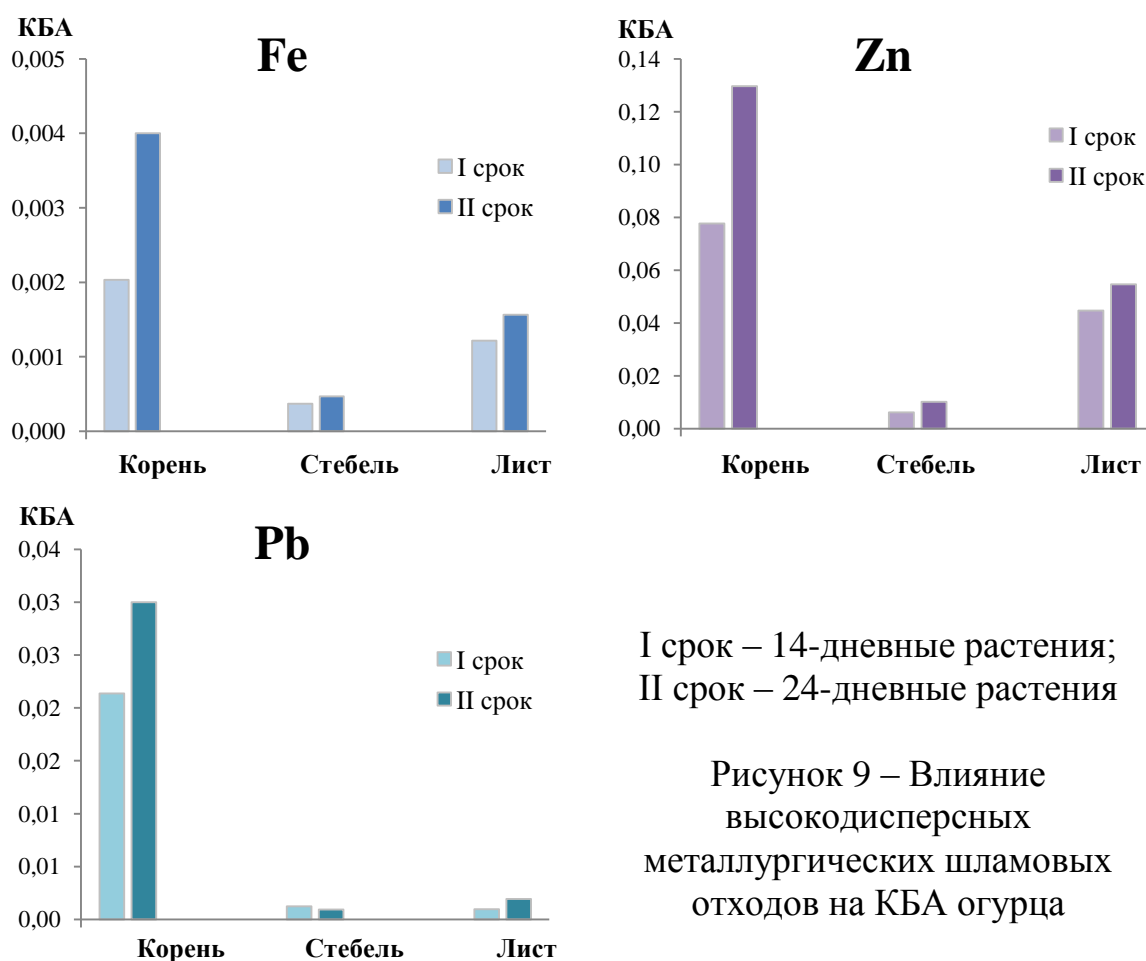 КБА
Fe
0,005
0,004
0,003
0,002
0,001
0,000
I срок
II срок
Корень Стебель Лист
КБА
Zn
0,14
0,12
0,10
0,08
0,06
0,04
0,02
0,00
I срок
II срок
Корень Стебель Лист
КБА
Pb
0,04
0,03
0,03
0,02
0,02
0,01
0,01
0,00
I срок
II срок
Корень Стебель Лист
I срок – 14-дневные растения;
II срок – 24-дневные растения
Рисунок 9 – Влияние
высокодисперсных
металлургических шламовых
отходов на КБА огурца